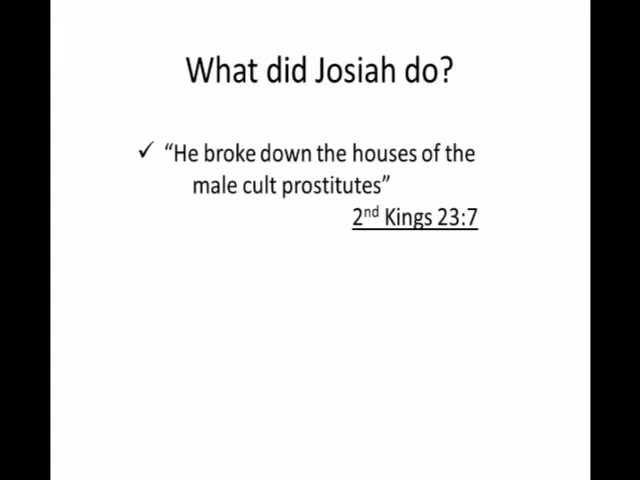 What did Josiah do?
✓ “He broke down the houses of the
male cult prostitutes”
2nd Kings 23:7